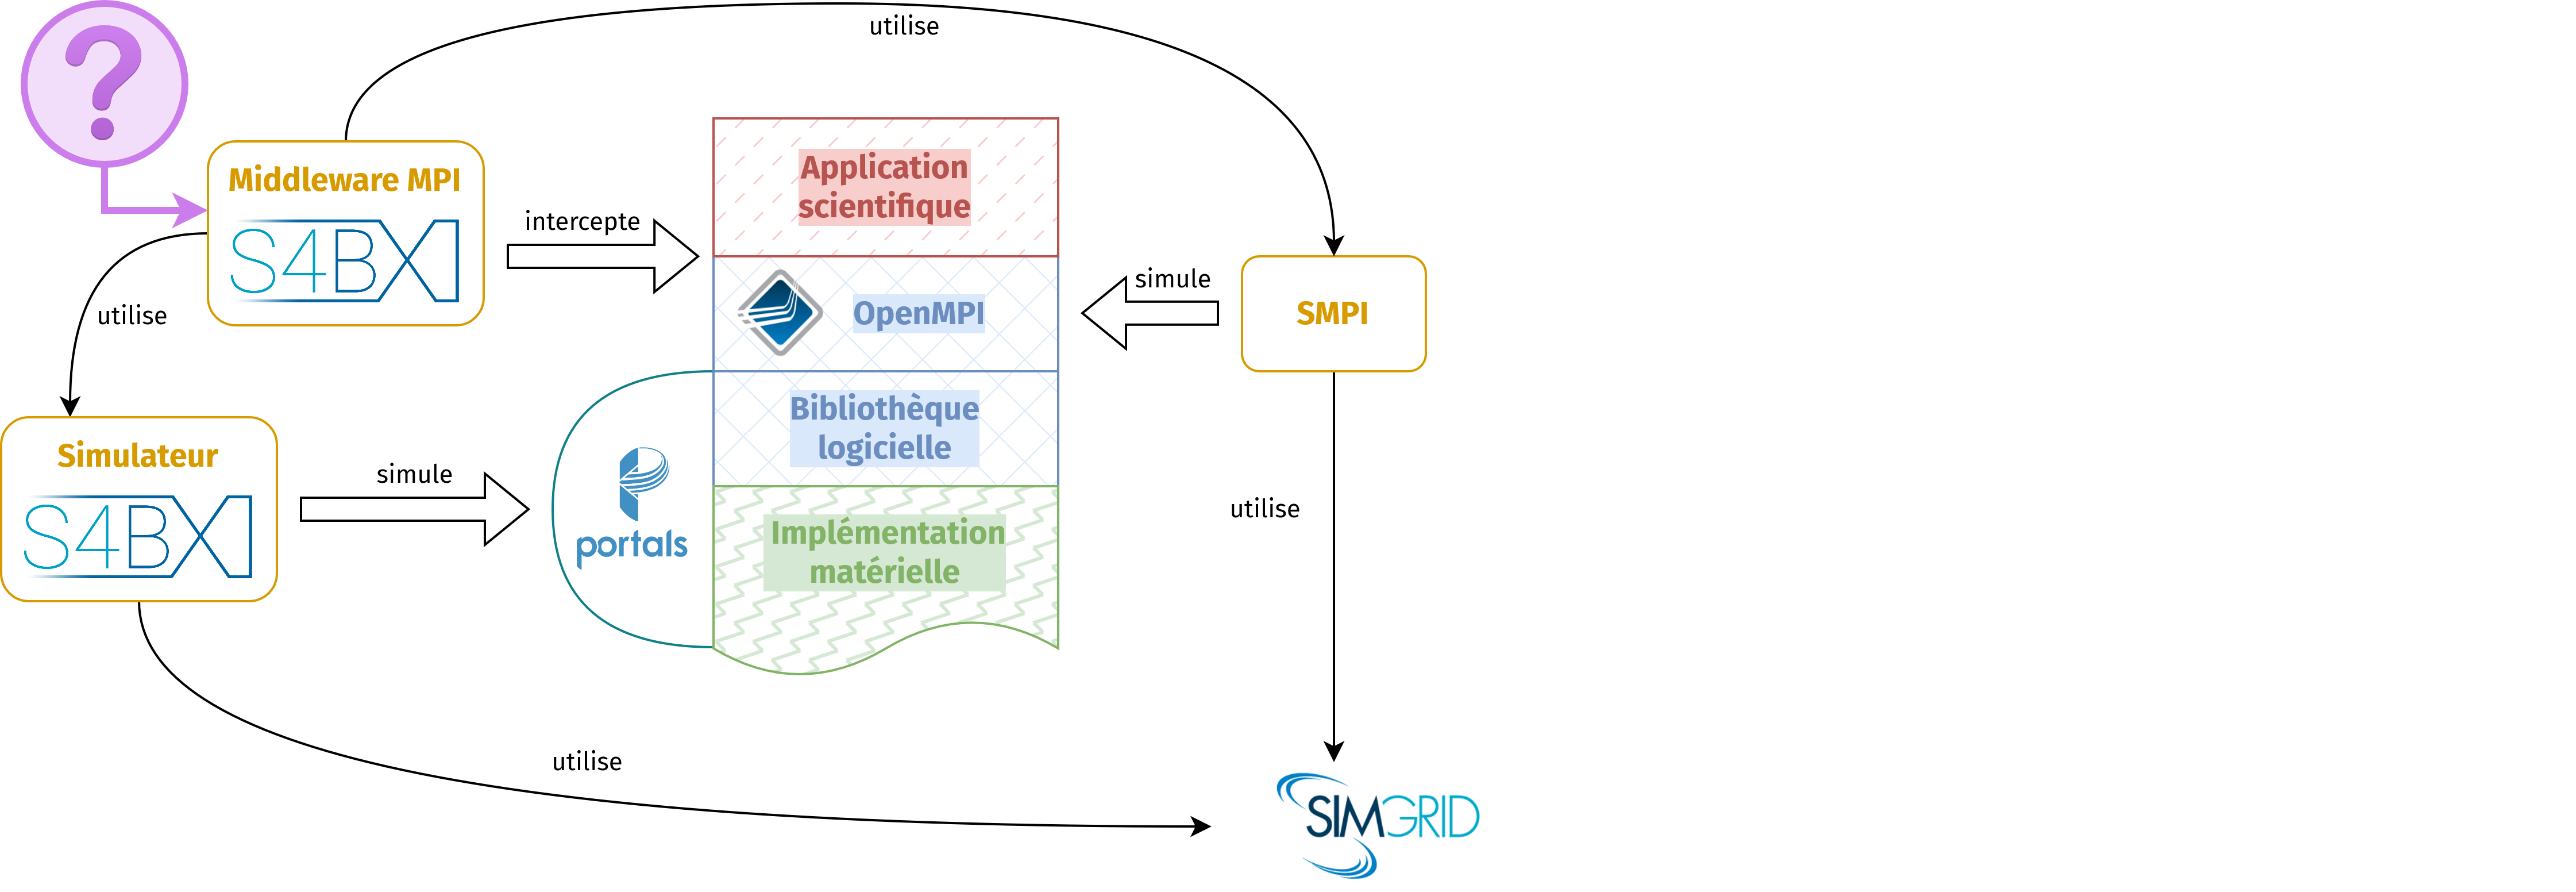 utilise
?
Middleware MPI
S4BXI
intercepte
Application
scientifique
OpenMPI
simule
SMPI
utilise
Bibliothèque
logicielle
Simulateur
S4BXI
simule
portals
Implémentation
matérielle
utilise
utilise
SIMGRID